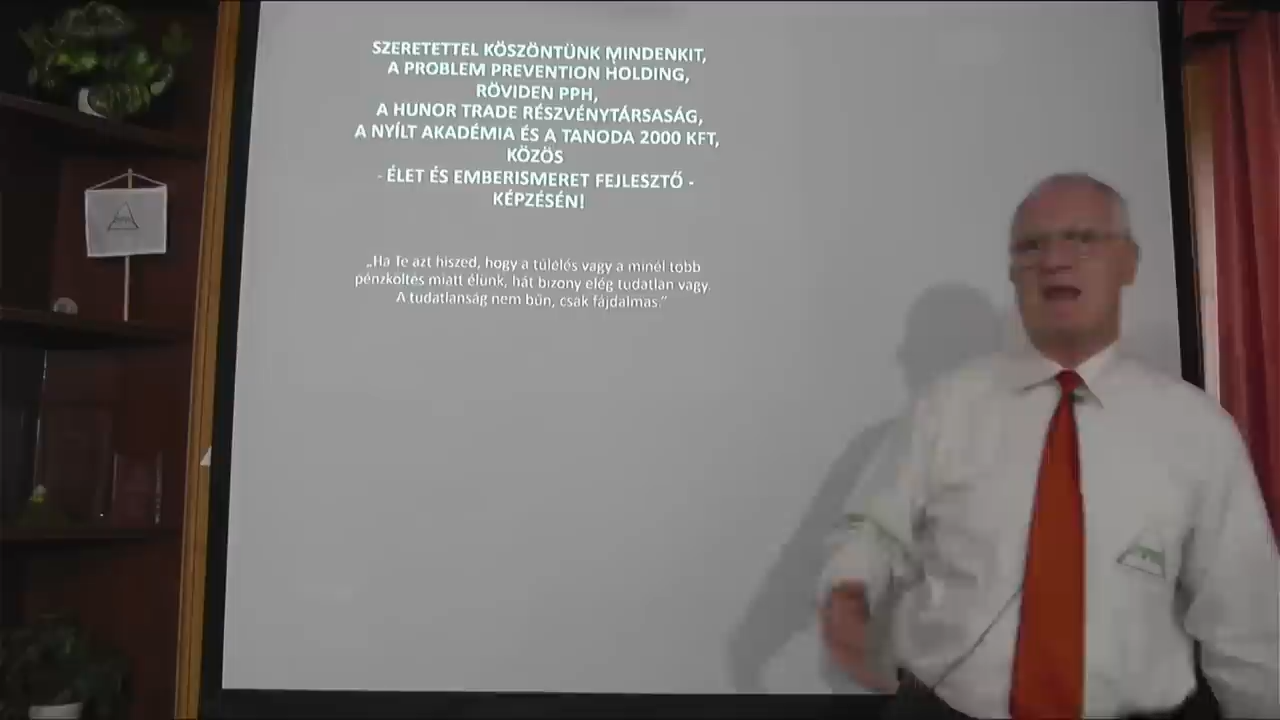 SZERETETTEL KÖSZÖNTÜNK MINDENKIT,
A PROBLEM PREVENTION HOLDING,
RÖVIDEN PPH,
A HUNOR TRADE RÉSZVÉNYTÁRSASÁG,
A NYÍLT AKADÉMIA ÉS A TANODA 2000 KFT,
KÖZÖS
- ÉLET ÉS EMBERISMERET FEJLESZTŐ -
KÉPZÉSÉN!
„Ha Te azt hiszed, hogy a túlélés vagy a minél több
pénzköltés miatt élünk, hát bizony elég tudatlan vagy.
A tudatlanság nem bűn, csak fájdalmas.”